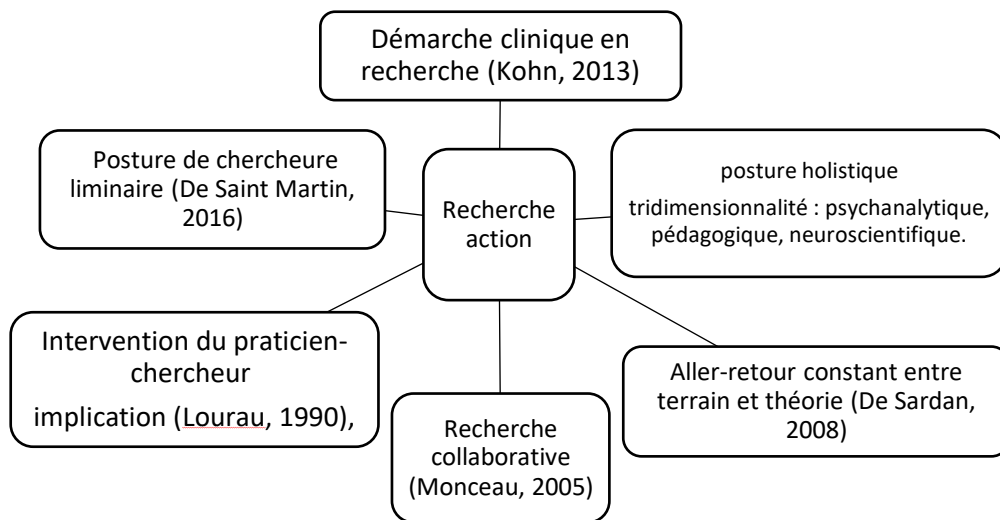 Démarche clinique en
recherche (Kohn, 2013)
Posture de chercheure
liminaire (De Saint Martin,
2016)
Recherche
action
posture holistique
tridimensionnalité : psychanalytique,
pédagogique, neuroscientifique.
Intervention du praticien-
chercheur
implication (Lourau, 1990),
Recherche
collaborative
(Monceau, 2005)
Aller-retour constant entre
terrain et théorie (De Sardan,
2008)